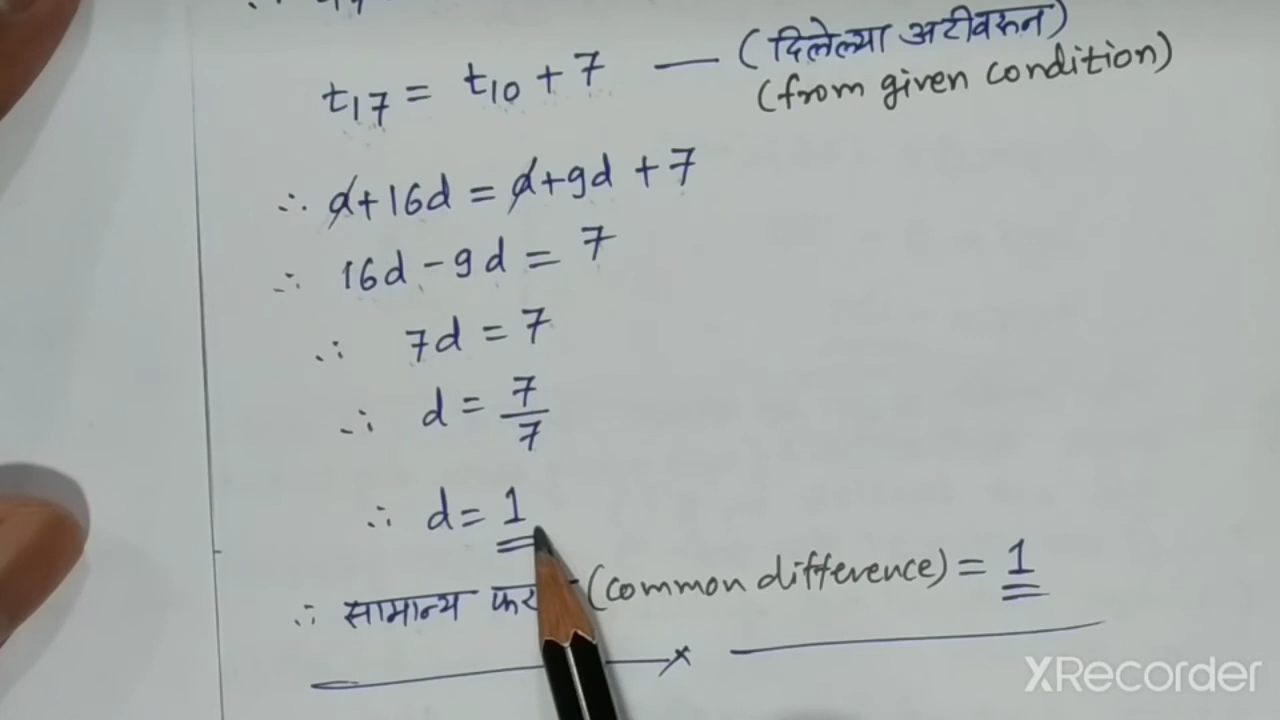 t17 = t10 + 7 — (दिलेल्या अटीवरून)
(from given condition)
∴ a+16d = a+9d + 7
∴ 16d - 9d = 7
∴ 7d = 7
∴ d = 7/7
∴ d = 1
∴ सामान्य (common difference) = 1
XRecorder